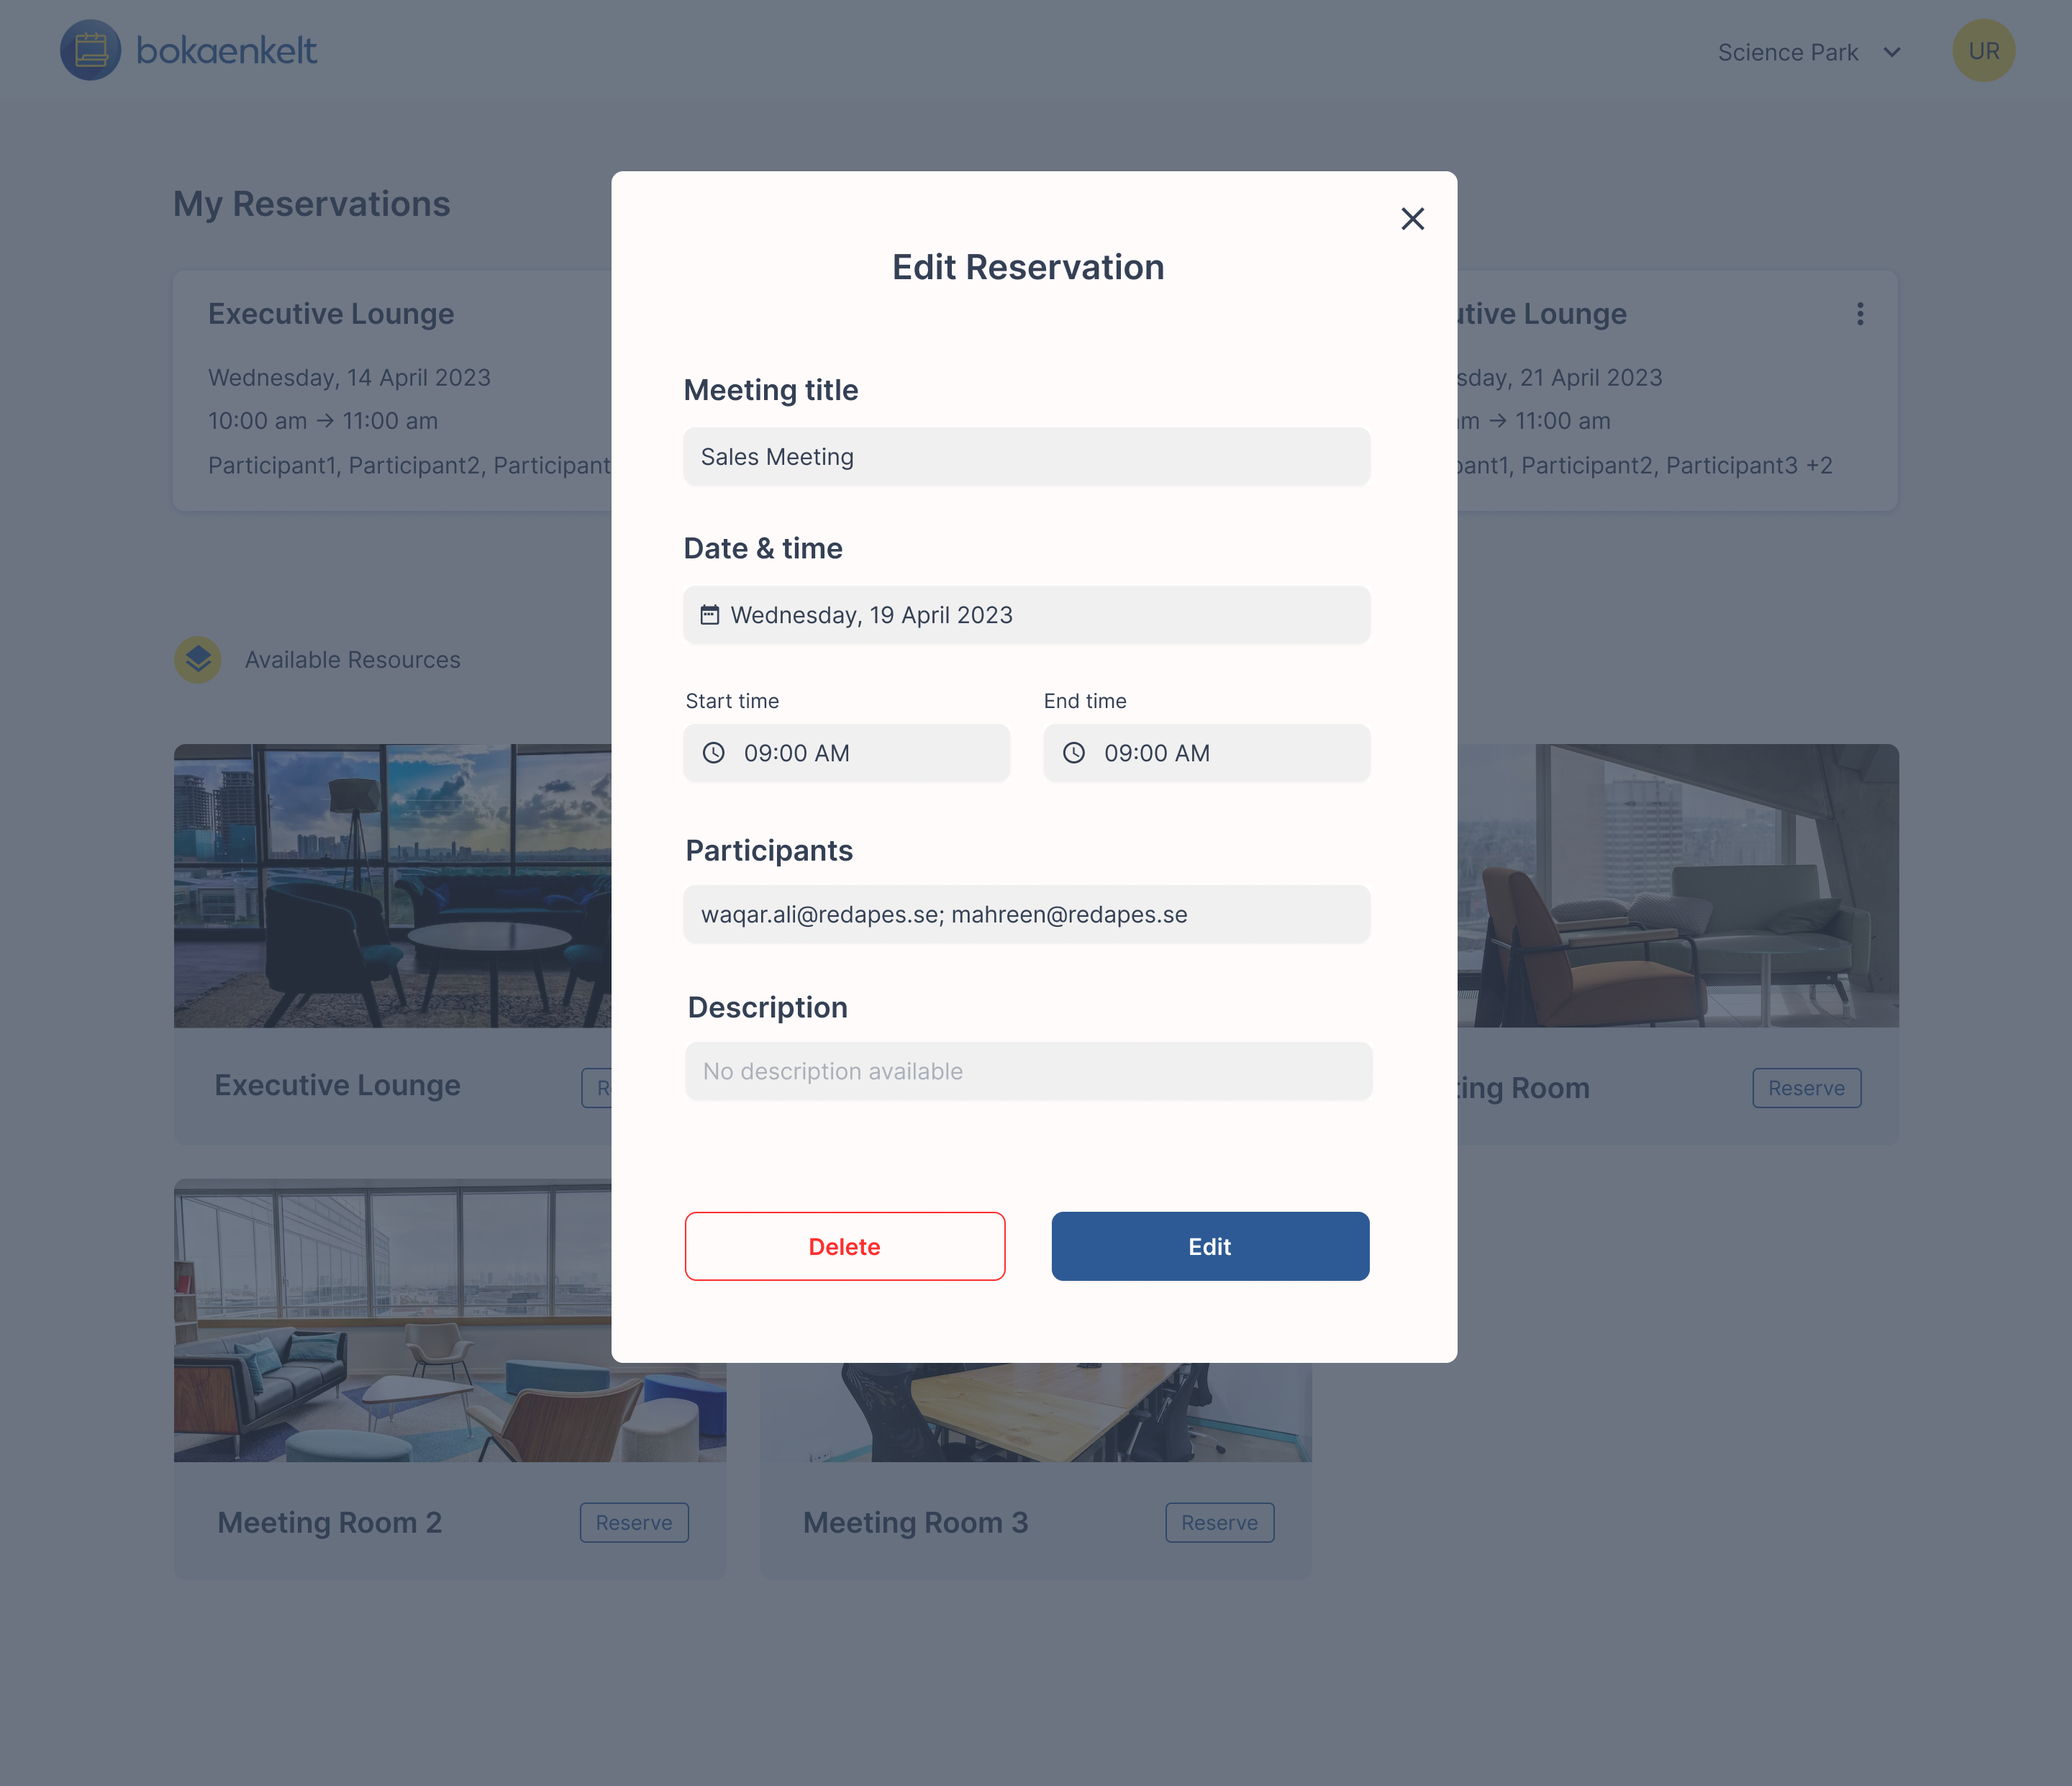 bokaenkelt
Science Park
UR
My Reservations
Executive Lounge
Wednesday, 14 April 2023
10:00 am → 11:00 am
Participant1, Participant2, Participant
utive Lounge
sday, 21 April 2023
m → 11:00 am
pant1, Participant2, Participant3 +2
Available Resources
Executive Lounge
Re
ting Room
Reserve
Meeting Room 2
Reserve
Meeting Room 3
Reserve
Edit Reservation
Meeting title
Sales Meeting
Date & time
Wednesday, 19 April 2023
Start time
End time
09:00 AM
09:00 AM
Participants
waqar.ali@redapes.se; mahreen@redapes.se
Description
No description available
Delete
Edit